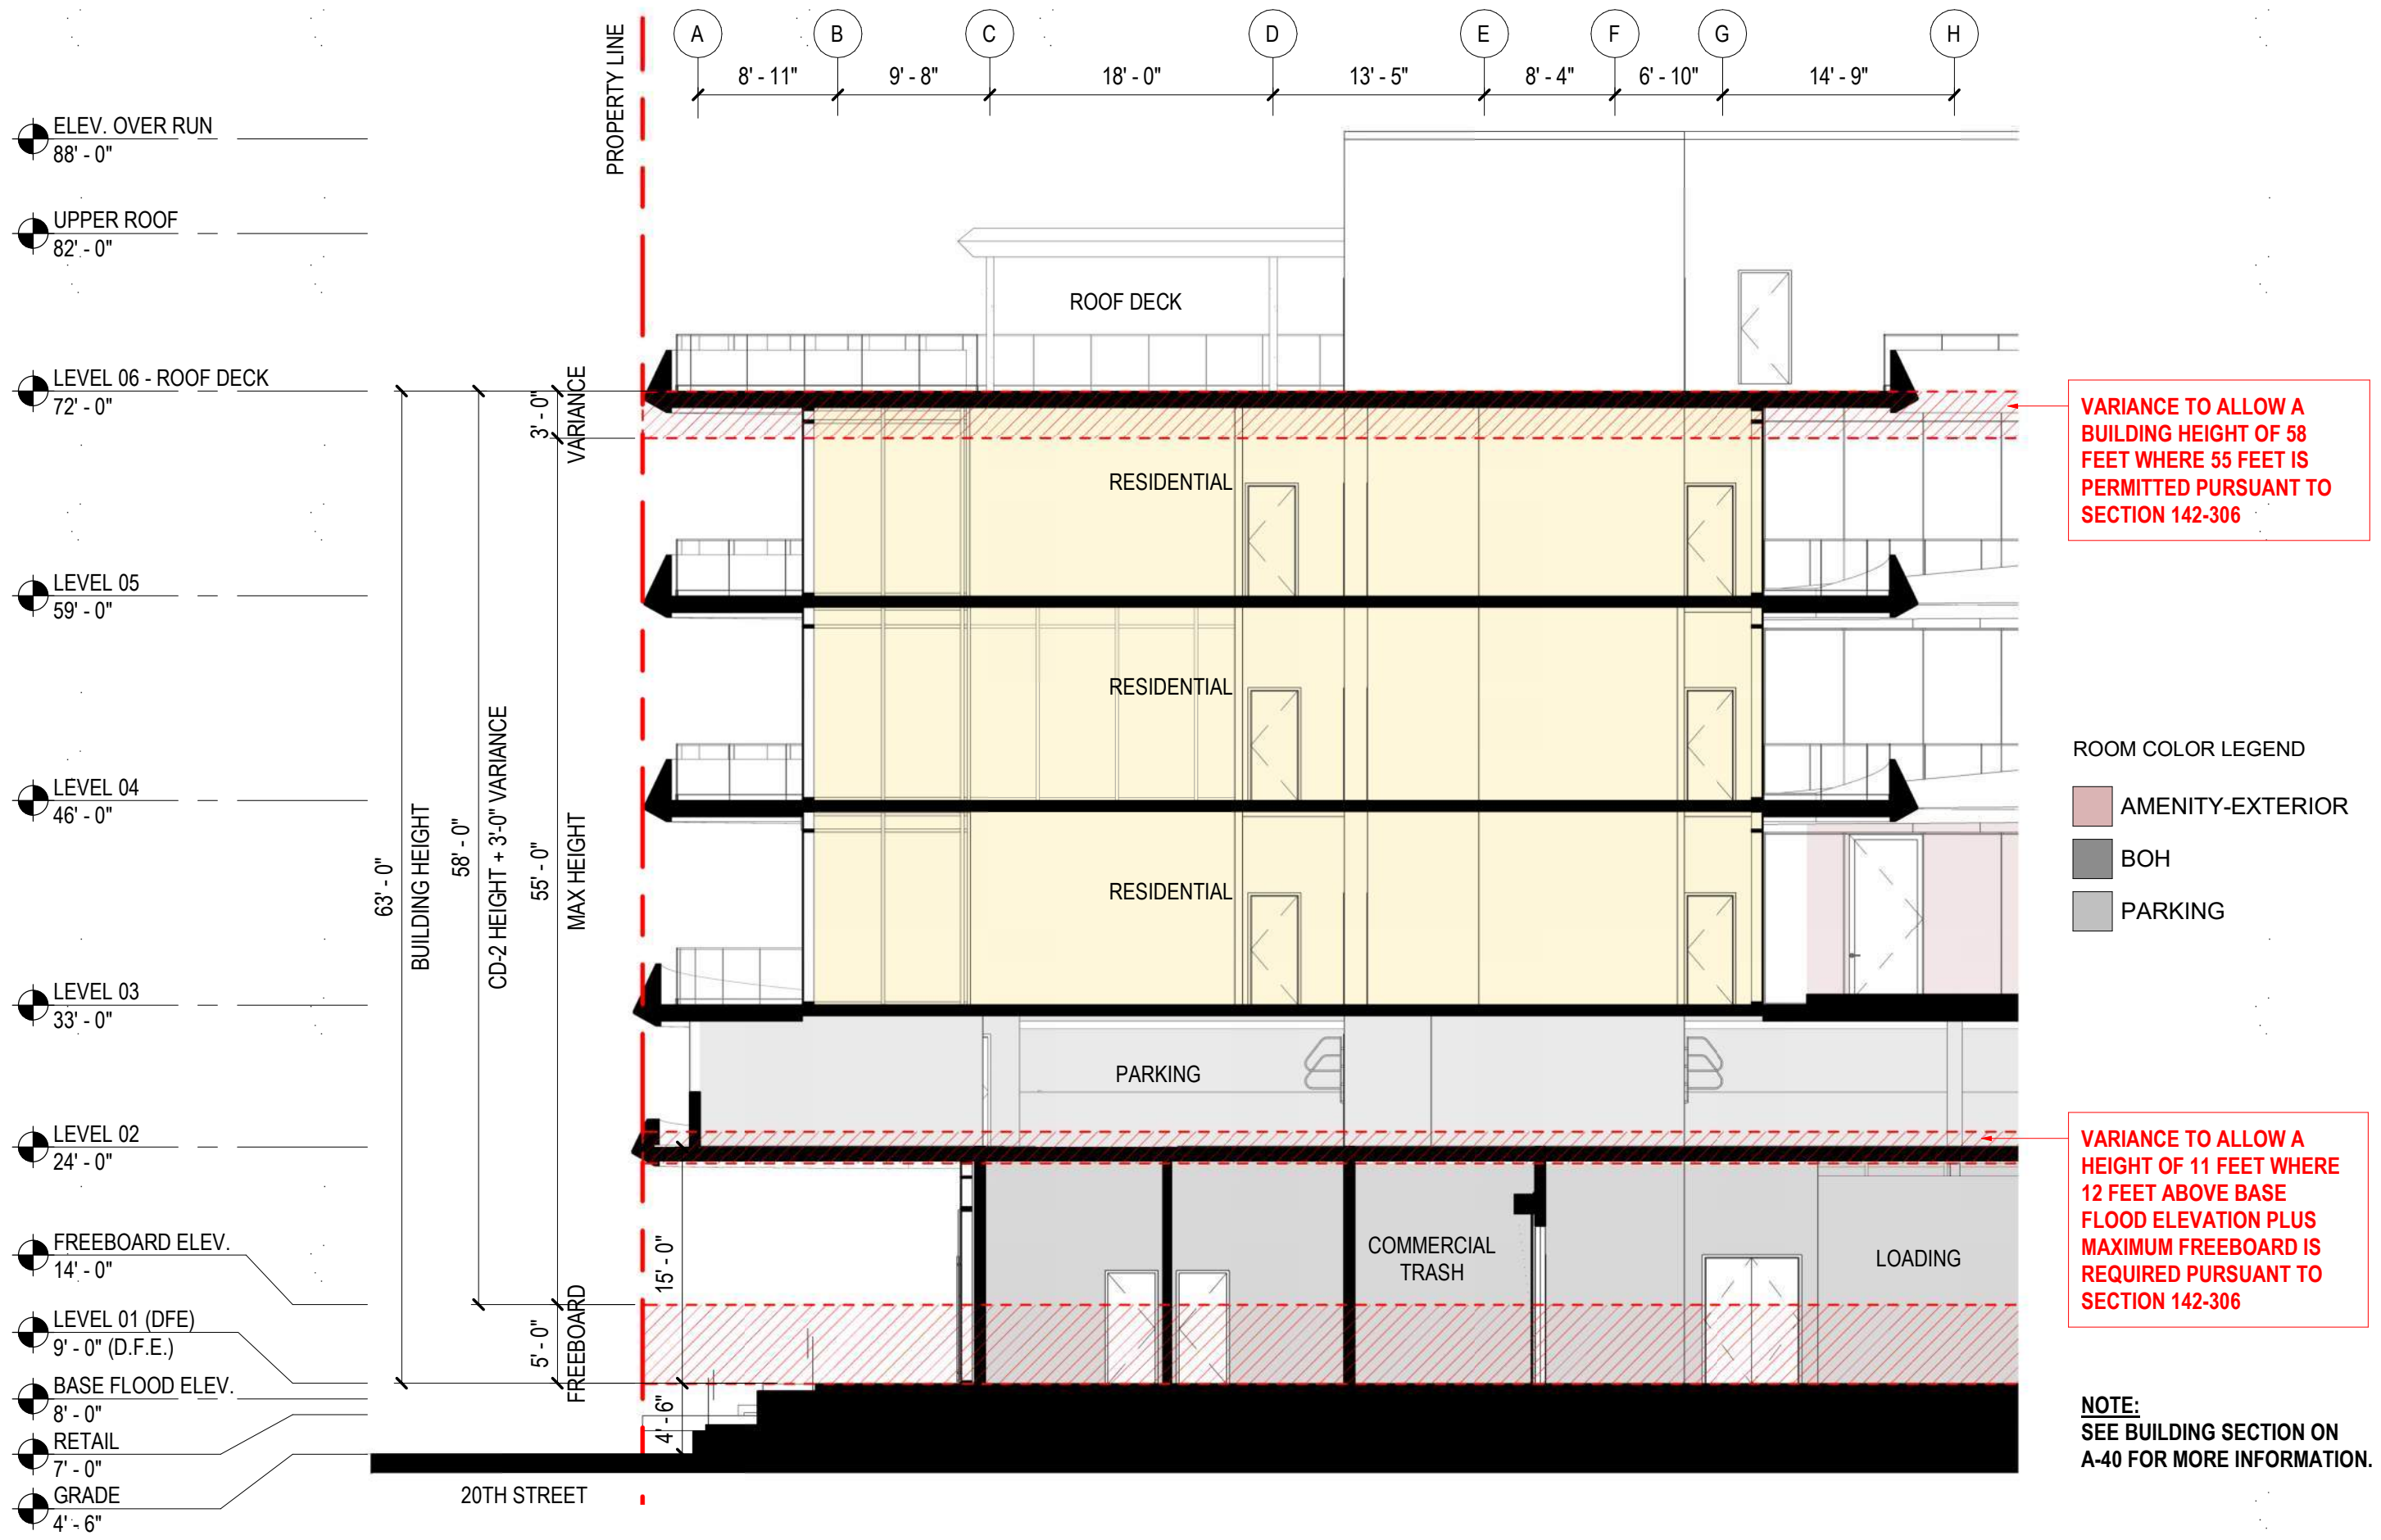 A
B
C
D
E
F
G
H
8' - 11"
9' - 8"
18' - 0"
13' - 5"
8' - 4"
6' - 10"
14' - 9"
PROPERTY LINE
ELEV. OVER RUN
88' - 0"
UPPER ROOF
82' - 0"
LEVEL 06 - ROOF DECK
72' - 0"
LEVEL 05
59' - 0"
LEVEL 04
46' - 0"
LEVEL 03
33' - 0"
LEVEL 02
24' - 0"
FREEBOARD ELEV.
14' - 0"
LEVEL 01 (DFE)
9' - 0" (D.F.E.)
BASE FLOOD ELEV.
8' - 0"
RETAIL
7' - 0"
GRADE
4' - 6"
63' - 0"
BUILDING HEIGHT
58' - 0"
CD-2 HEIGHT + 3'-0" VARIANCE
55' - 0"
MAX HEIGHT
3' - 0"
VARIANCE
5' - 0"
FREEBOARD
15' - 0"
4' - 6"
20TH STREET
ROOF DECK
RESIDENTIAL
RESIDENTIAL
RESIDENTIAL
PARKING
COMMERCIAL
TRASH
LOADING
VARIANCE TO ALLOW A
BUILDING HEIGHT OF 58
FEET WHERE 55 FEET IS
PERMITTED PURSUANT TO
SECTION 142-306
ROOM COLOR LEGEND
AMENITY-EXTERIOR
BOH
PARKING
VARIANCE TO ALLOW A
HEIGHT OF 11 FEET WHERE
12 FEET ABOVE BASE
FLOOD ELEVATION PLUS
MAXIMUM FREEBOARD IS
REQUIRED PURSUANT TO
SECTION 142-306
NOTE:
SEE BUILDING SECTION ON
A-40 FOR MORE INFORMATION.